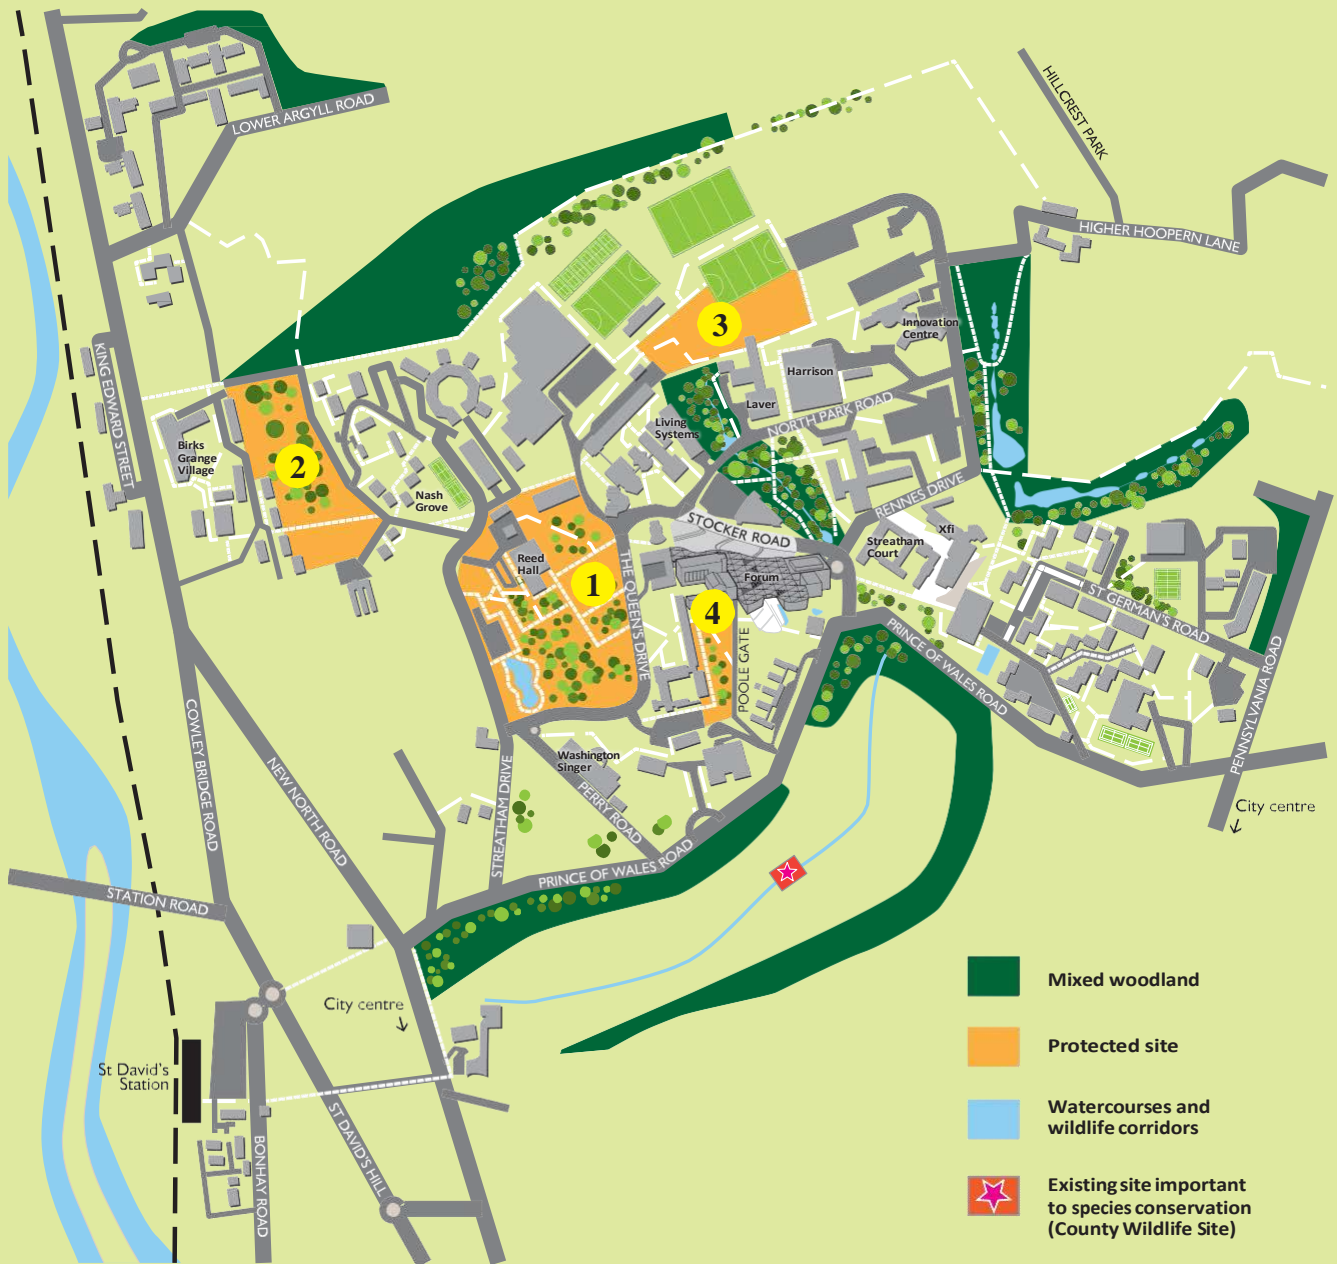 LOWER ARGYLL ROAD
HILLCREST PARK
HIGHER HOOPERN LANE
KING EDWARD STREET
3
Innovation
Centre
Harrison
Laver
NORTH PARK ROAD
Living
Systems
Birks
Grange
Village
2
Nash
Grove
RENNES DRIVE
STOCKER ROAD
Streatham
Court
Xfi
Reed
Hall
1
THE QUEEN'S DRIVE
Forum
4
POOLE GATE
ST GERMAN'S ROAD
PRINCE OF WALES ROAD
PENNSYLVANIA ROAD
COWLEY BRIDGE ROAD
NEW NORTH ROAD
STREATHAM DRIVE
Washington
Singer
PERRY ROAD
City centre
PRINCE OF WALES ROAD
STATION ROAD
City centre
St David's
Station
ST DAVID'S HILL
BONHAY ROAD
Mixed woodland
Protected site
Watercourses and
wildlife corridors
Existing site important
to species conservation
(County Wildlife Site)